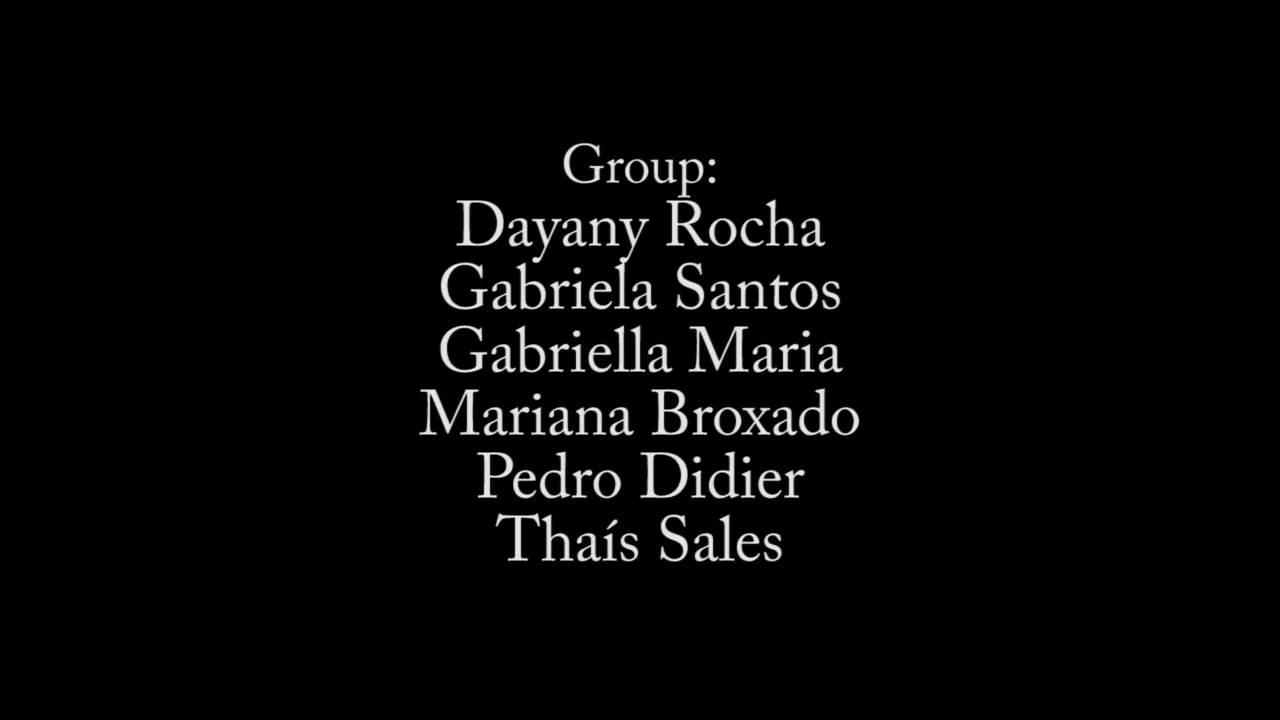 Group:
Dayany Rocha
Gabriela Santos
Gabriella Maria
Mariana Broxado
Pedro Didier
Thaís Sales